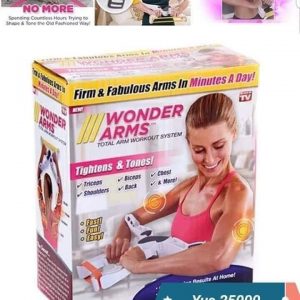 NO MORE
Spending Countless Hours Trying to
Shape & Tone the Old Fashioned Way!
Firm & Fabulous Arms In Minutes A Day!
NEW!
AS SEEN ON
TV
WONDER
ARMS
TOTAL ARM WORKOUT SYSTEM
Tightens & Tones!
✓ Triceps ✓ Biceps ✓ Chest
✓ Shoulders ✓ Back ✓ & More!
Fast!
Fun!
Easy!
Results At Home!
25000